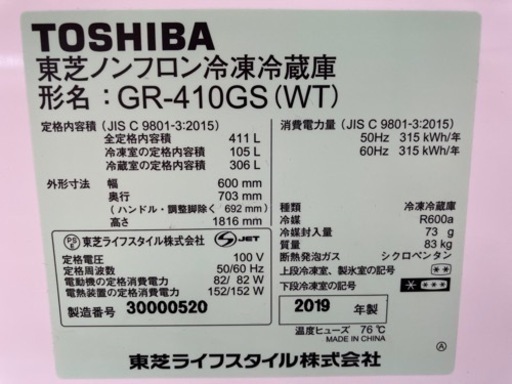 TOSHIBA
東芝ノンフロン冷凍冷蔵庫
形名：GR-410GS(WT)
定格内容積（JIS C 9801-3:2015）
全定格内容積 411 L
冷凍室の定格内容積 105 L
冷蔵室の定格内容積 306 L
外形寸法 幅 600 mm
奥行 703 mm
（ハンドル・調整脚除く 692 mm）
高さ 1816 mm
消費電力量（JIS C 9801-3:2015）
50Hz 315 kWh/年
60Hz 315 kWh/年
種類 冷凍冷蔵庫
冷媒 R600a
冷媒封入量 73 g
質量 83 kg
断熱発泡ガス シクロペンタン
上段冷凍室、製氷室の記号 **
下段冷凍室の記号 * ***
PS E 東芝ライフスタイル株式会社 S JET
定格電圧 100 V
定格周波数 50/60 Hz
電動機の定格消費電力 82/ 82 W
電熱装置の定格消費電力 152/152 W
製造番号 30000520
2019 年製
温度ヒューズ 76℃
MADE IN CHINA
東芝ライフスタイル株式会社
A